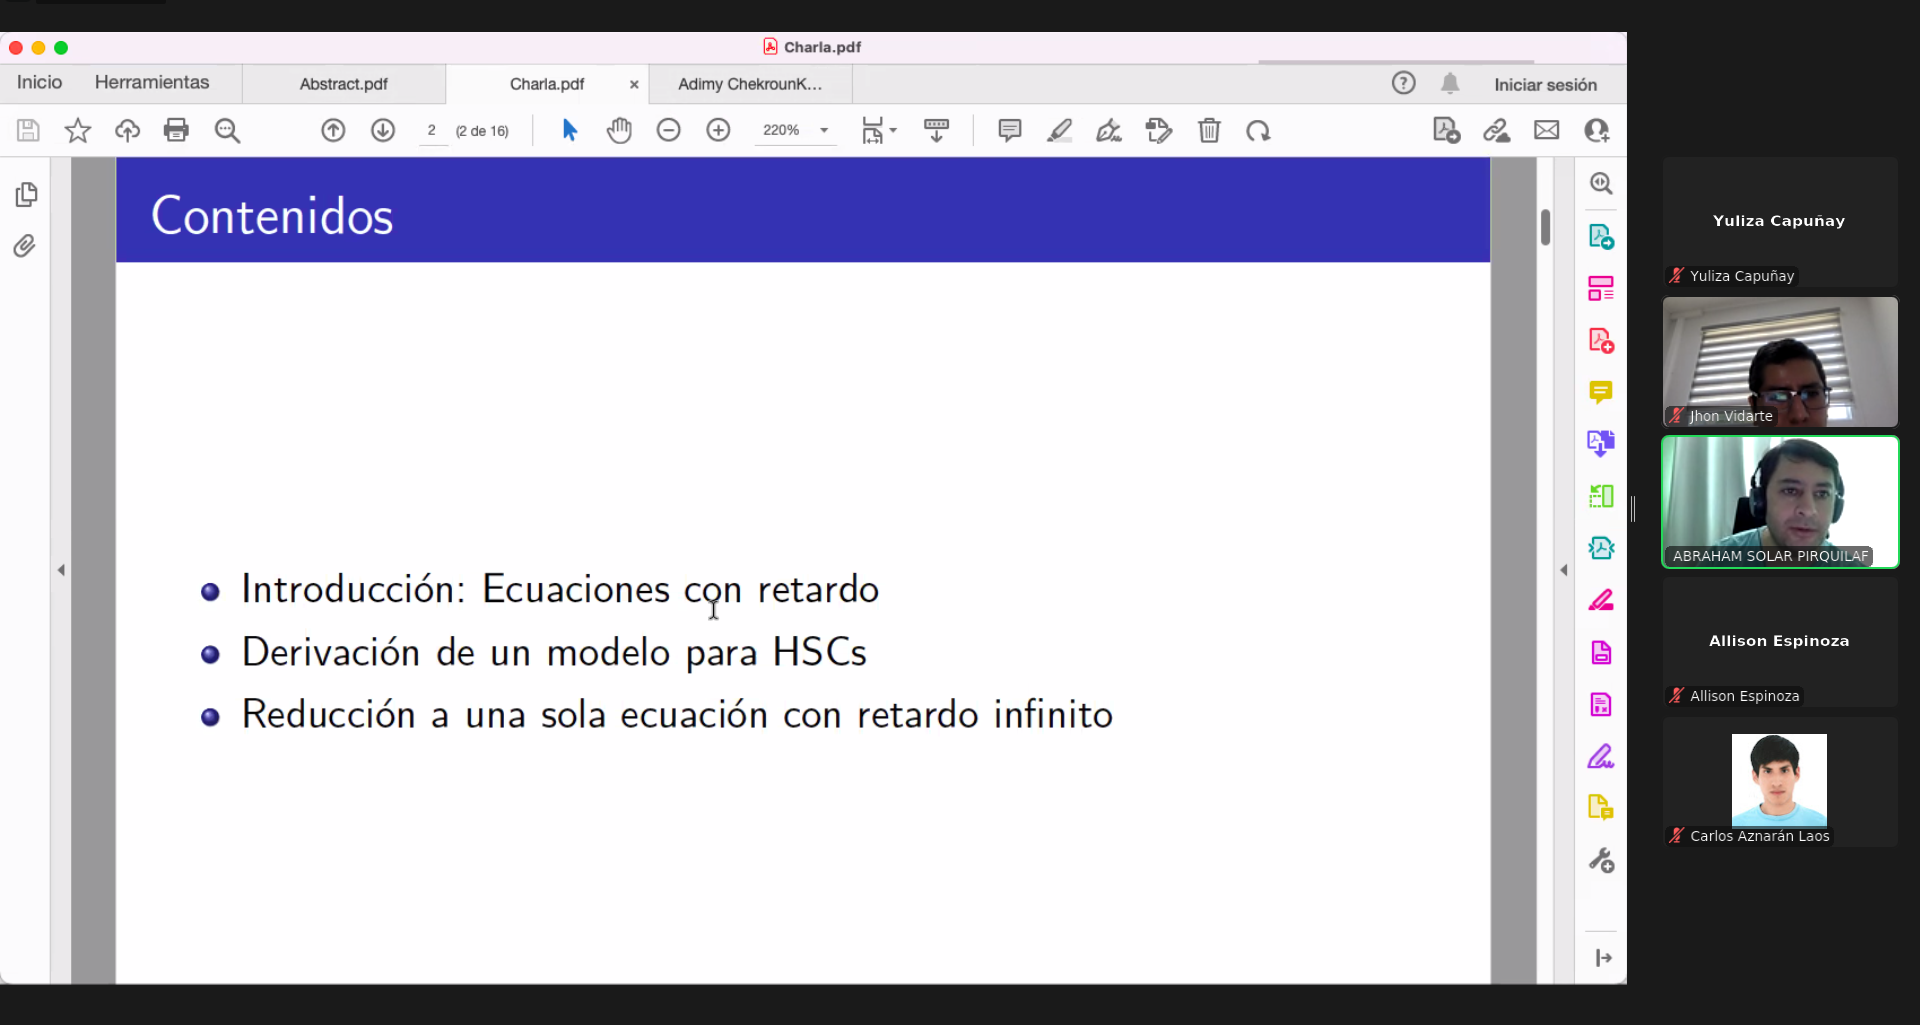 Charla.pdf
Inicio
Herramientas
Abstract.pdf
Charla.pdf
×
Adimy ChekrounK...
Iniciar sesión
2
(2 de 16)
220%
Contenidos
Introducción: Ecuaciones con retardo
Derivación de un modelo para HSCs
Reducción a una sola ecuación con retardo infinito
Yuliza Capuñay
Yuliza Capuñay
Jhon Vidarte
ABRAHAM SOLAR PIRQUILAF
Allison Espinoza
Allison Espinoza
Carlos Aznarán Laos